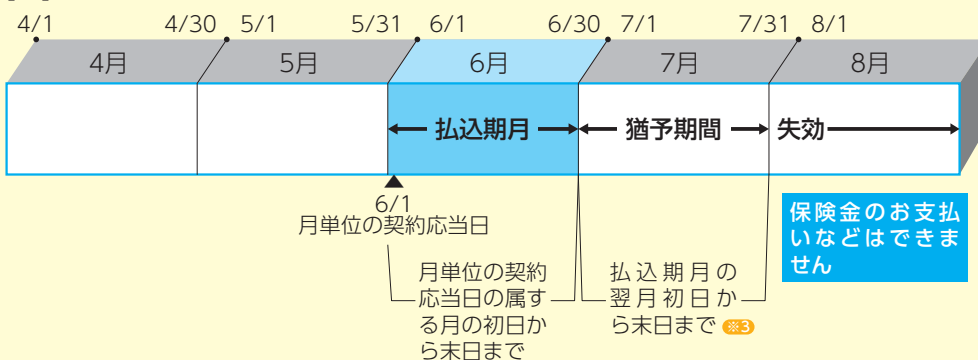 4/1 4/30 5/1 5/31 6/1 6/30 7/1 7/31 8/1
4月 5月 6月 7月 8月
払込期月 猶予期間 失効
6/1
月単位の契約応当日
保険金のお支払
いなどはできま
せん
月単位の契約
応当日の属す
る月の初日か
ら末日まで
払込期月の
翌月初日か
ら末日まで ※3